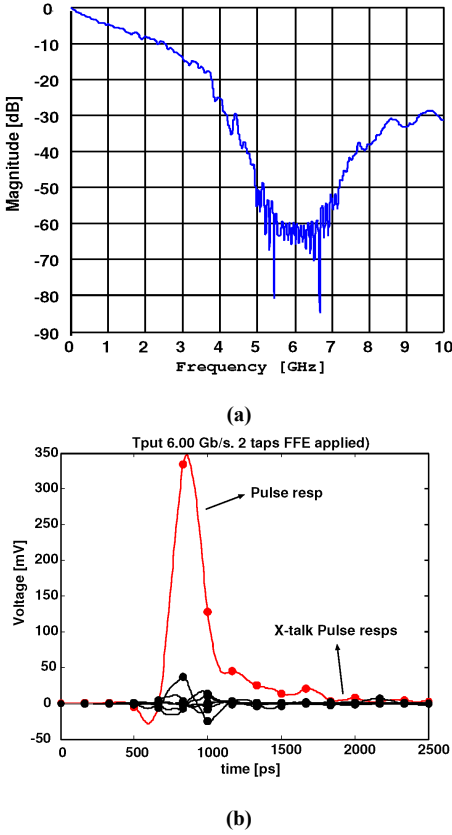 0
-10
-20
-30
-40
-50
-60
-70
-80
-90
Magnitude [dB]
0 1 2 3 4 5 6 7 8 9 10
Frequency [GHz]
(a)
Tput 6.00 Gb/s. 2 taps FFE applied)
350
300
250
200
150
100
50
0
-50
Voltage [mV]
Pulse resp
X-talk Pulse resps
0 500 1000 1500 2000 2500
time [ps]
(b)